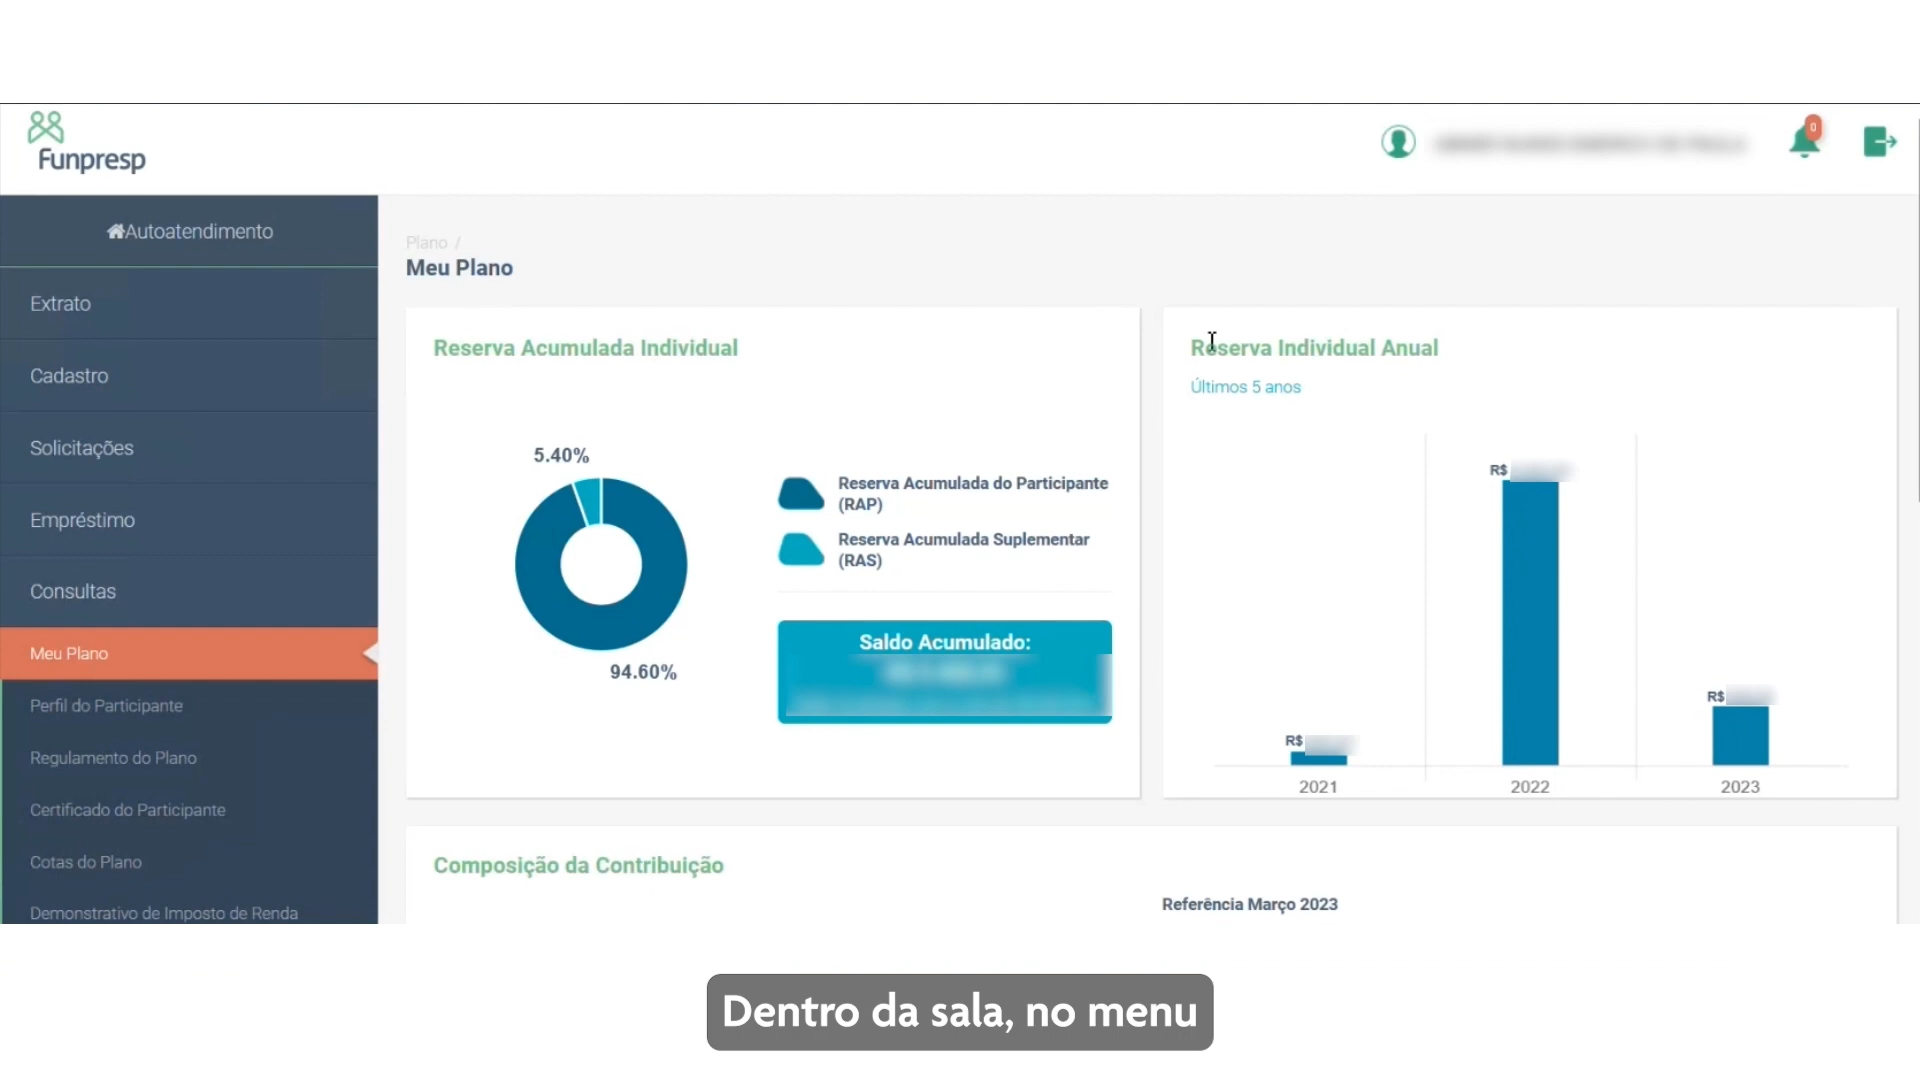 Funpresp
0
Autoatendimento
Extrato
Cadastro
Solicitações
Empréstimo
Consultas
Meu Plano
Perfil do Participante
Regulamento do Plano
Certificado do Participante
Cotas do Plano
Demonstrativo de Imposto de Renda
Plano /
Meu Plano
Reserva Acumulada Individual
5.40%
94.60%
Reserva Acumulada do Participante
(RAP)
Reserva Acumulada Suplementar
(RAS)
Saldo Acumulado:
Reserva Individual Anual
Últimos 5 anos
R$
R$
R$
2021
2022
2023
Composição da Contribuição
Referência Março 2023
Dentro da sala, no menu